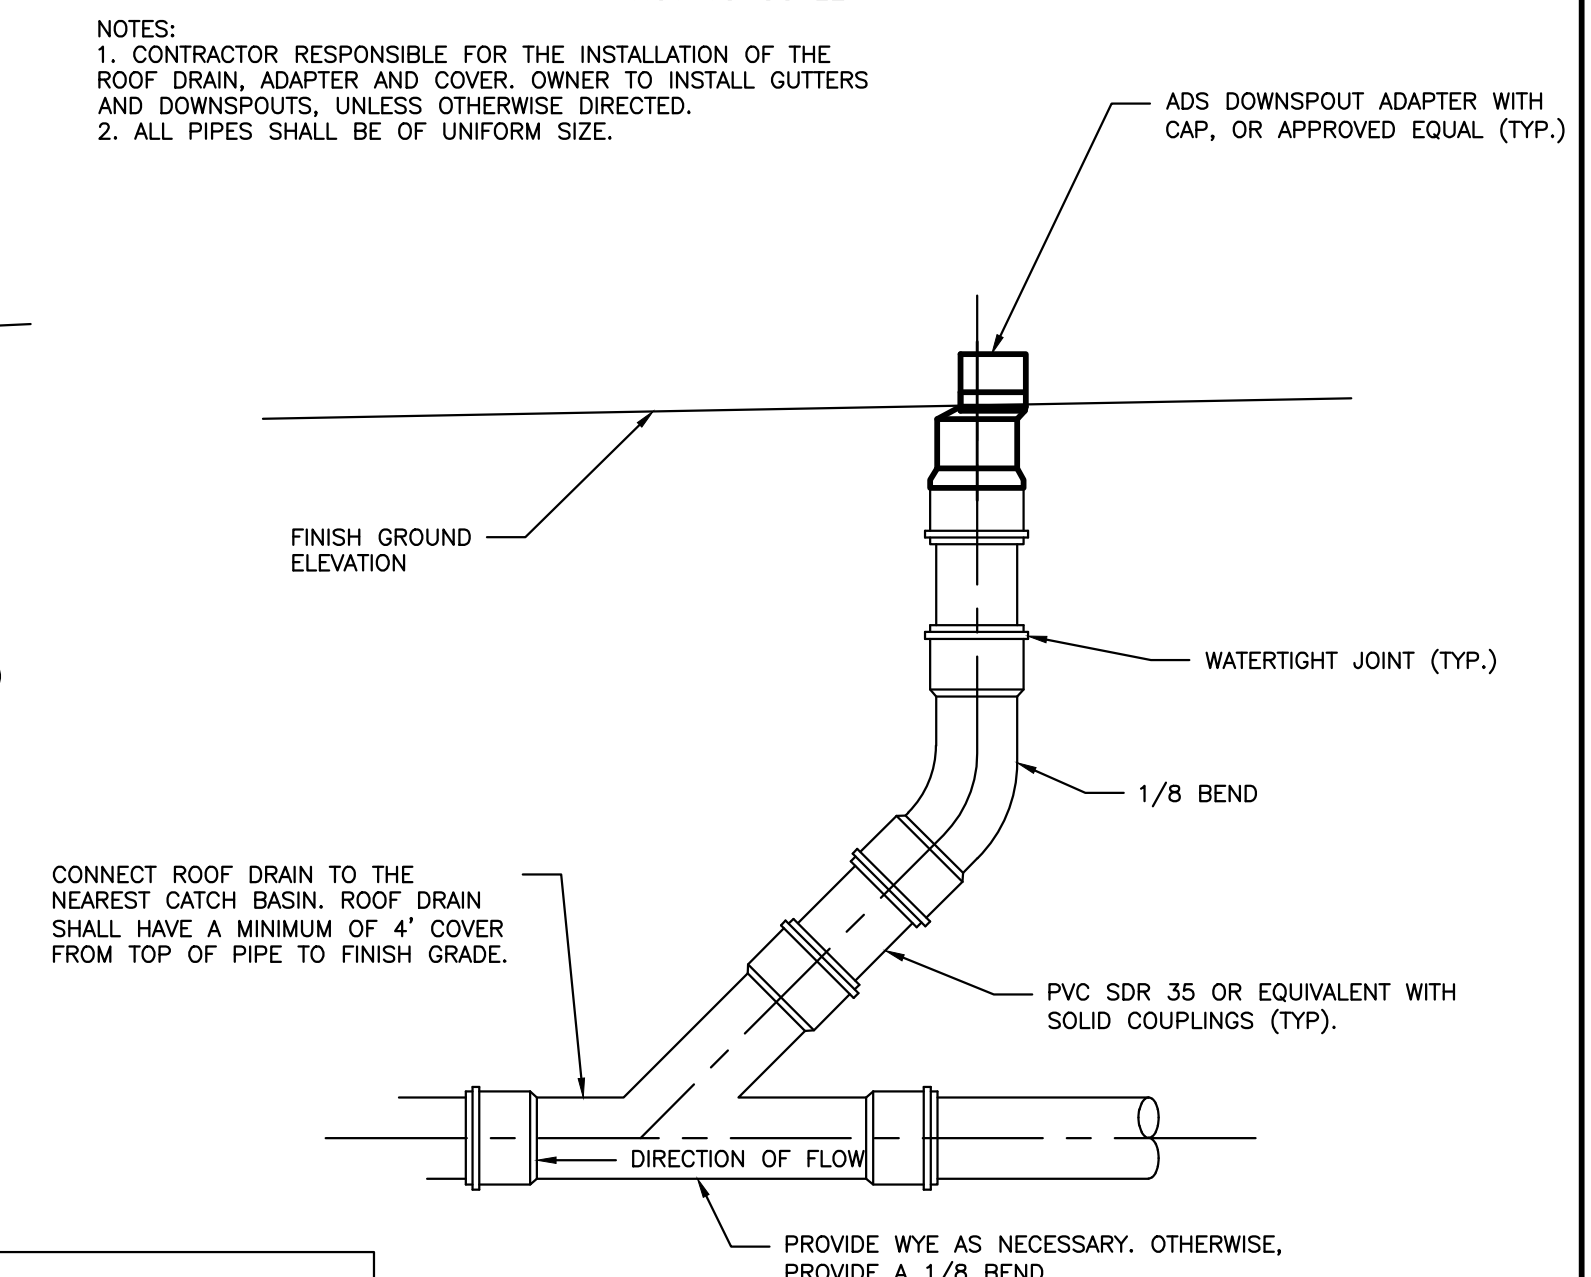 NOTES:
1. CONTRACTOR RESPONSIBLE FOR THE INSTALLATION OF THE
ROOF DRAIN, ADAPTER AND COVER. OWNER TO INSTALL GUTTERS
AND DOWNSPOUTS, UNLESS OTHERWISE DIRECTED.
2. ALL PIPES SHALL BE OF UNIFORM SIZE.
ADS DOWNSPOUT ADAPTER WITH
CAP, OR APPROVED EQUAL (TYP.)
FINISH GROUND
ELEVATION
WATERTIGHT JOINT (TYP.)
1/8 BEND
CONNECT ROOF DRAIN TO THE
NEAREST CATCH BASIN. ROOF DRAIN
SHALL HAVE A MINIMUM OF 4' COVER
FROM TOP OF PIPE TO FINISH GRADE.
PVC SDR 35 OR EQUIVALENT WITH
SOLID COUPLINGS (TYP).
DIRECTION OF FLOW
PROVIDE WYE AS NECESSARY. OTHERWISE,
PROVIDE A 1/8 BEND